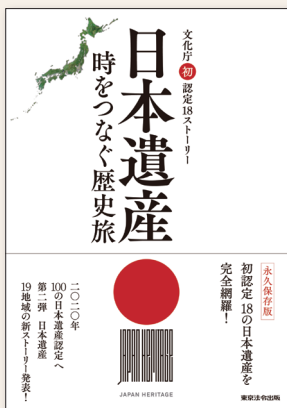 文化庁 初 認定18ストーリー
日本遺産
時をつなぐ歴史旅
永久保存版
初認定 18の日本遺産を
完全網羅！
JAPAN HERITAGE
JAPAN HERITAGE
二〇二〇年
100の日本遺産認定へ
第二弾 日本遺産
19地域の新ストーリー発表！
東京法令出版